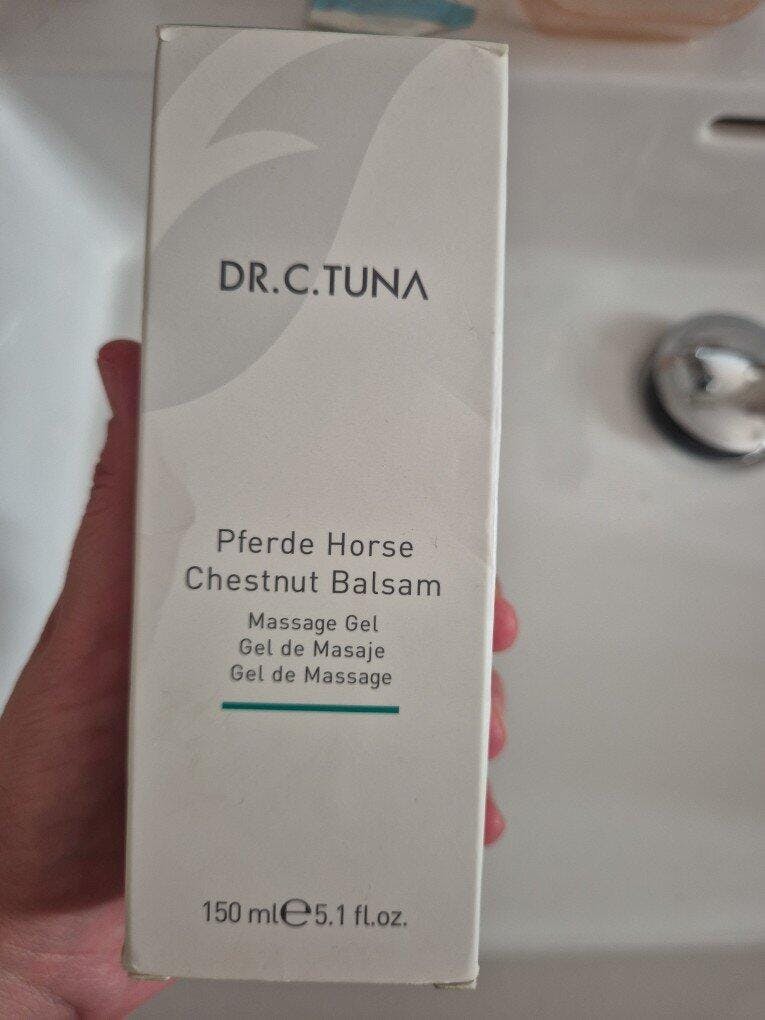 DR.C.TUNA
Pferde Horse
Chestnut Balsam
Massage Gel
Gel de Masaje
Gel de Massage
150 ml℮5.1 fl.oz.